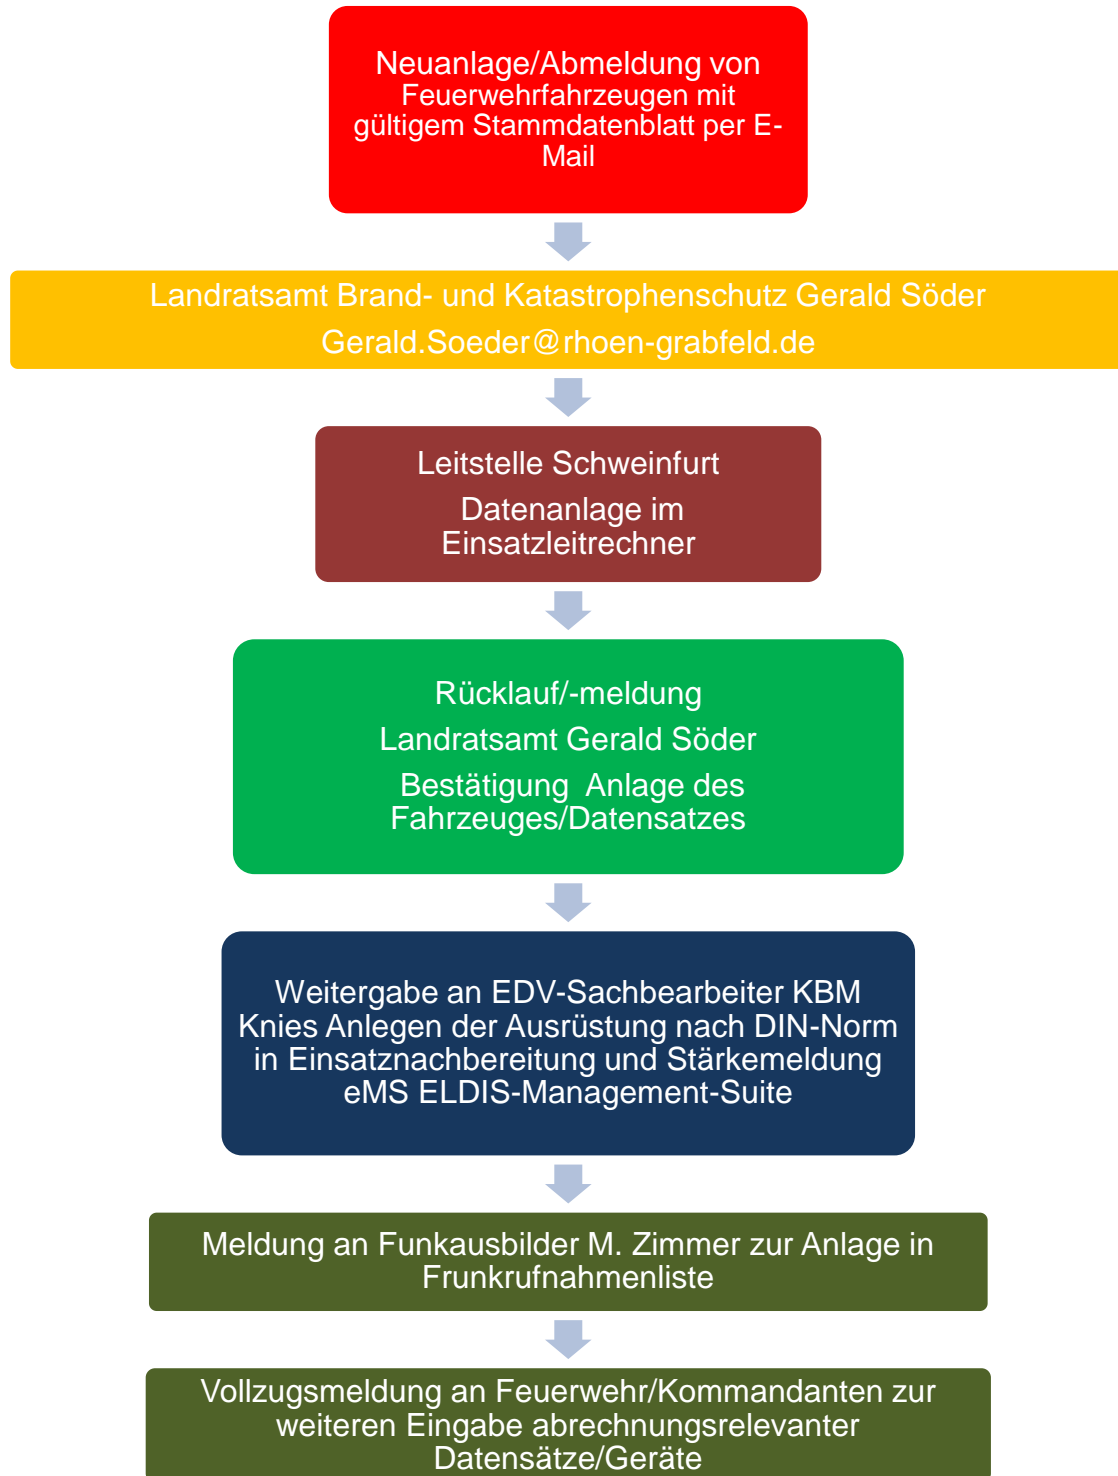 Neuanlage/Abmeldung von
Feuerwehrfahrzeugen mit
gültigem Stammdatenblatt per E-
Mail
Landratsamt Brand- und Katastrophenschutz Gerald Söder
Gerald.Soeder@rhoen-grabfeld.de
Leitstelle Schweinfurt
Datenanlage im
Einsatzleitrechner
Rücklauf/-meldung
Landratsamt Gerald Söder
Bestätigung  Anlage des
Fahrzeuges/Datensatzes
Weitergabe an EDV-Sachbearbeiter KBM
Knies Anlegen der Ausrüstung nach DIN-Norm
in Einsatznachbereitung und Stärkemeldung
eMS ELDIS-Management-Suite
Meldung an Funkausbilder M. Zimmer zur Anlage in
Frunkrufnahmenliste
Vollzugsmeldung an Feuerwehr/Kommandanten zur
weiteren Eingabe abrechnungsrelevanter
Datensätze/Geräte